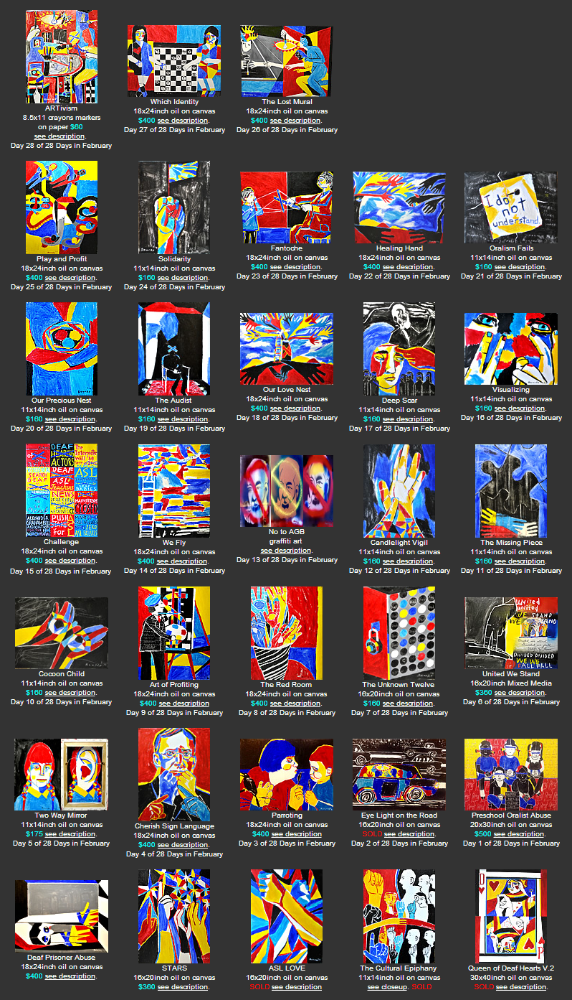 ARTivism
8.5x11 crayons markers
on paper $60
see description.
Day 28 of 28 Days in February
Which Identity
18x24inch oil on canvas
$400 see description.
Day 27 of 28 Days in February
The Lost Mural
18x24inch oil on canvas
$400 see description.
Day 26 of 28 Days in February
Play and Profit
18x24inch oil on canvas
$400 see description.
Day 25 of 28 Days in February
Solidarity
11x14inch oil on canvas
$160 see description.
Day 24 of 28 Days in February
Fantoche
18x24inch oil on canvas
$400 see description.
Day 23 of 28 Days in February
Healing Hand
18x24inch oil on canvas
$400 see description.
Day 22 of 28 Days in February
I do
not
understand.
Oralism Fails
11x14inch oil on canvas
$160 see description.
Day 21 of 28 Days in February
Our Precious Nest
11x14inch oil on canvas
$160 see description.
Day 20 of 28 Days in February
The Audist
11x14inch oil on canvas
$160 see description.
Day 19 of 28 Days in February
Our Love Nest
18x24inch oil on canvas
$400 see description.
Day 18 of 28 Days in February
Deep Scar
11x14inch oil on canvas
$160 see description.
Day 17 of 28 Days in February
Visualizing
11x14inch oil on canvas
$160 see description.
Day 16 of 28 Days in February
DEAF
HEARING
ACTORS
The
Interpreter
will be
SEARCH
DEAF
DEAF
ASL
Teachers
ASL
BABIES
NEWS
DEAF
ALEXANDER
GRAHAM BELL
ASSOCIATION
PUSHA
STAMTS
for i
Challenge
18x24inch oil on canvas
$400 see description.
Day 15 of 28 Days in February
We Fly
18x24inch oil on canvas
$400 see description.
Day 14 of 28 Days in February
No to AGB
graffiti art
see description.
Day 13 of 28 Days in February
Candlelight Vigil
11x14inch oil on canvas
$160 see description.
Day 12 of 28 Days in February
The Missing Piece
11x14inch oil on canvas
$160 see description.
Day 11 of 28 Days in February
Cocoon Child
11x14inch oil on canvas
$160 see description.
Day 10 of 28 Days in February
Art of Profiting
18x24inch oil on canvas
$400 see description
Day 9 of 28 Days in February
The Red Room
18x24inch oil on canvas
$400 see description.
Day 8 of 28 Days in February
The Unknown Twelve
16x20inch oil on canvas
$160 see description.
Day 7 of 28 Days in February
United
united
WE STAND
WE STAND
DIVIDED DIVIDED
WE WE
FALL FALL
United We Stand
16x20inch Mixed Media
$360 see description.
Day 6 of 28 Days in February
Two Way Mirror
11x14inch oil on canvas
$175 see description.
Day 5 of 28 Days in February
Cherish Sign Language
18x24inch oil on canvas
$400 see description.
Day 4 of 28 Days in February
Parroting
18x24inch oil on canvas
$400 see description
Day 3 of 28 Days in February
Eye Light on the Road
16x20inch oil on canvas
SOLD see description.
Day 2 of 28 Days in February
Preschool Oralist Abuse
20x30inch oil on canvas
$500 see description.
Day 1 of 28 Days in February
Deaf Prisoner Abuse
18x24inch oil on canvas
$400 see description.
STARS
16x20inch oil on canvas
$360 see description.
ASL LOVE
16x20inch oil on canvas
SOLD see description
The Cultural Epiphany
11x14inch oil on canvas
see closeup. SOLD
D
Queen of Deaf Hearts V.2
30x40inch oil on canvas
SOLD see description.